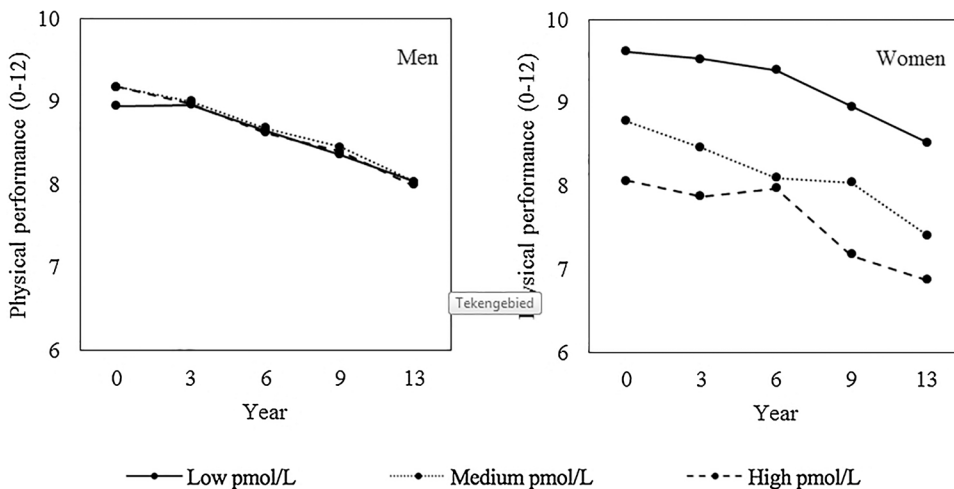 Men
Physical performance (0-12)
10
9
8
7
6
0 3 6 9 13
Year
Tekengebied
Women
Physical performance (0-12)
10
9
8
7
6
0 3 6 9 13
Year
Low pmol/L Medium pmol/L High pmol/L